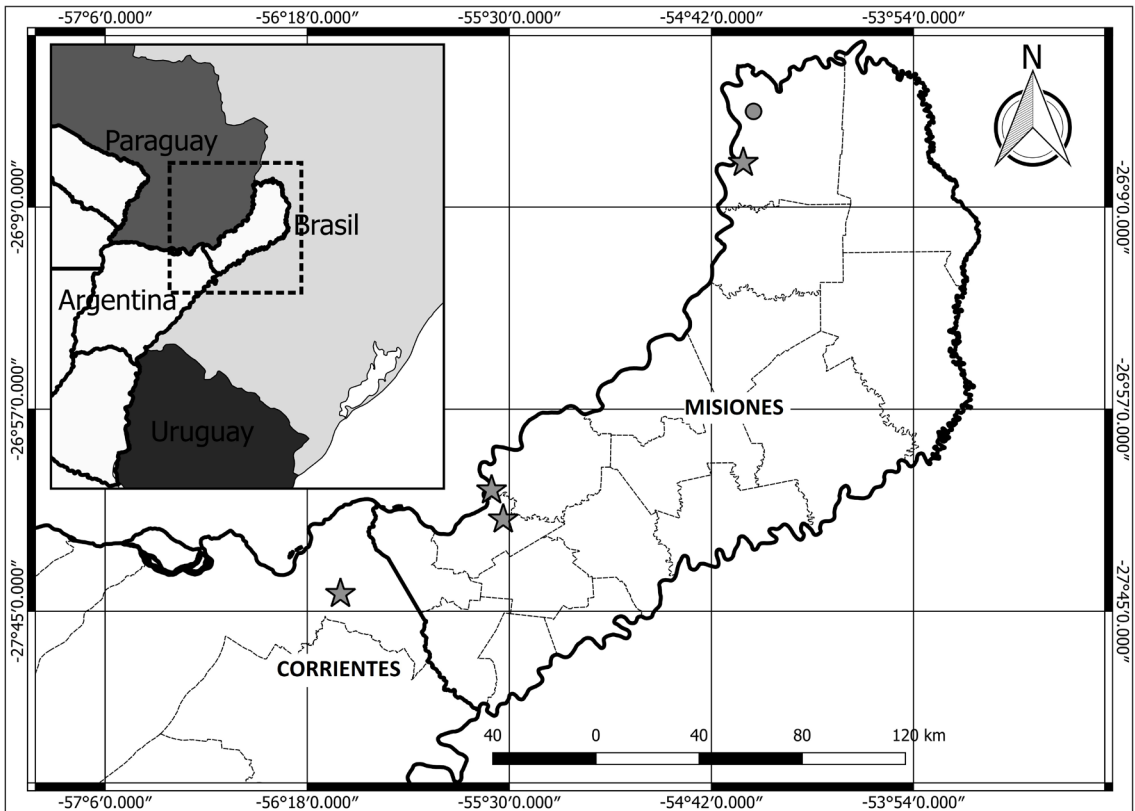 -57°6′0.000″ -56°18′0.000″ -55°30′0.000″ -54°42′0.000″ -53°54′0.000″
N
Paraguay
Brasil
Argentina
Uruguay
-26°9′0.000″ -26°9′0.000″
-26°57′0.000″ -26°57′0.000″
MISIONES
-27°45′0.000″ -27°45′0.000″
CORRIENTES
40 0 40 80 120 km
-57°6′0.000″ -56°18′0.000″ -55°30′0.000″ -54°42′0.000″ -53°54′0.000″